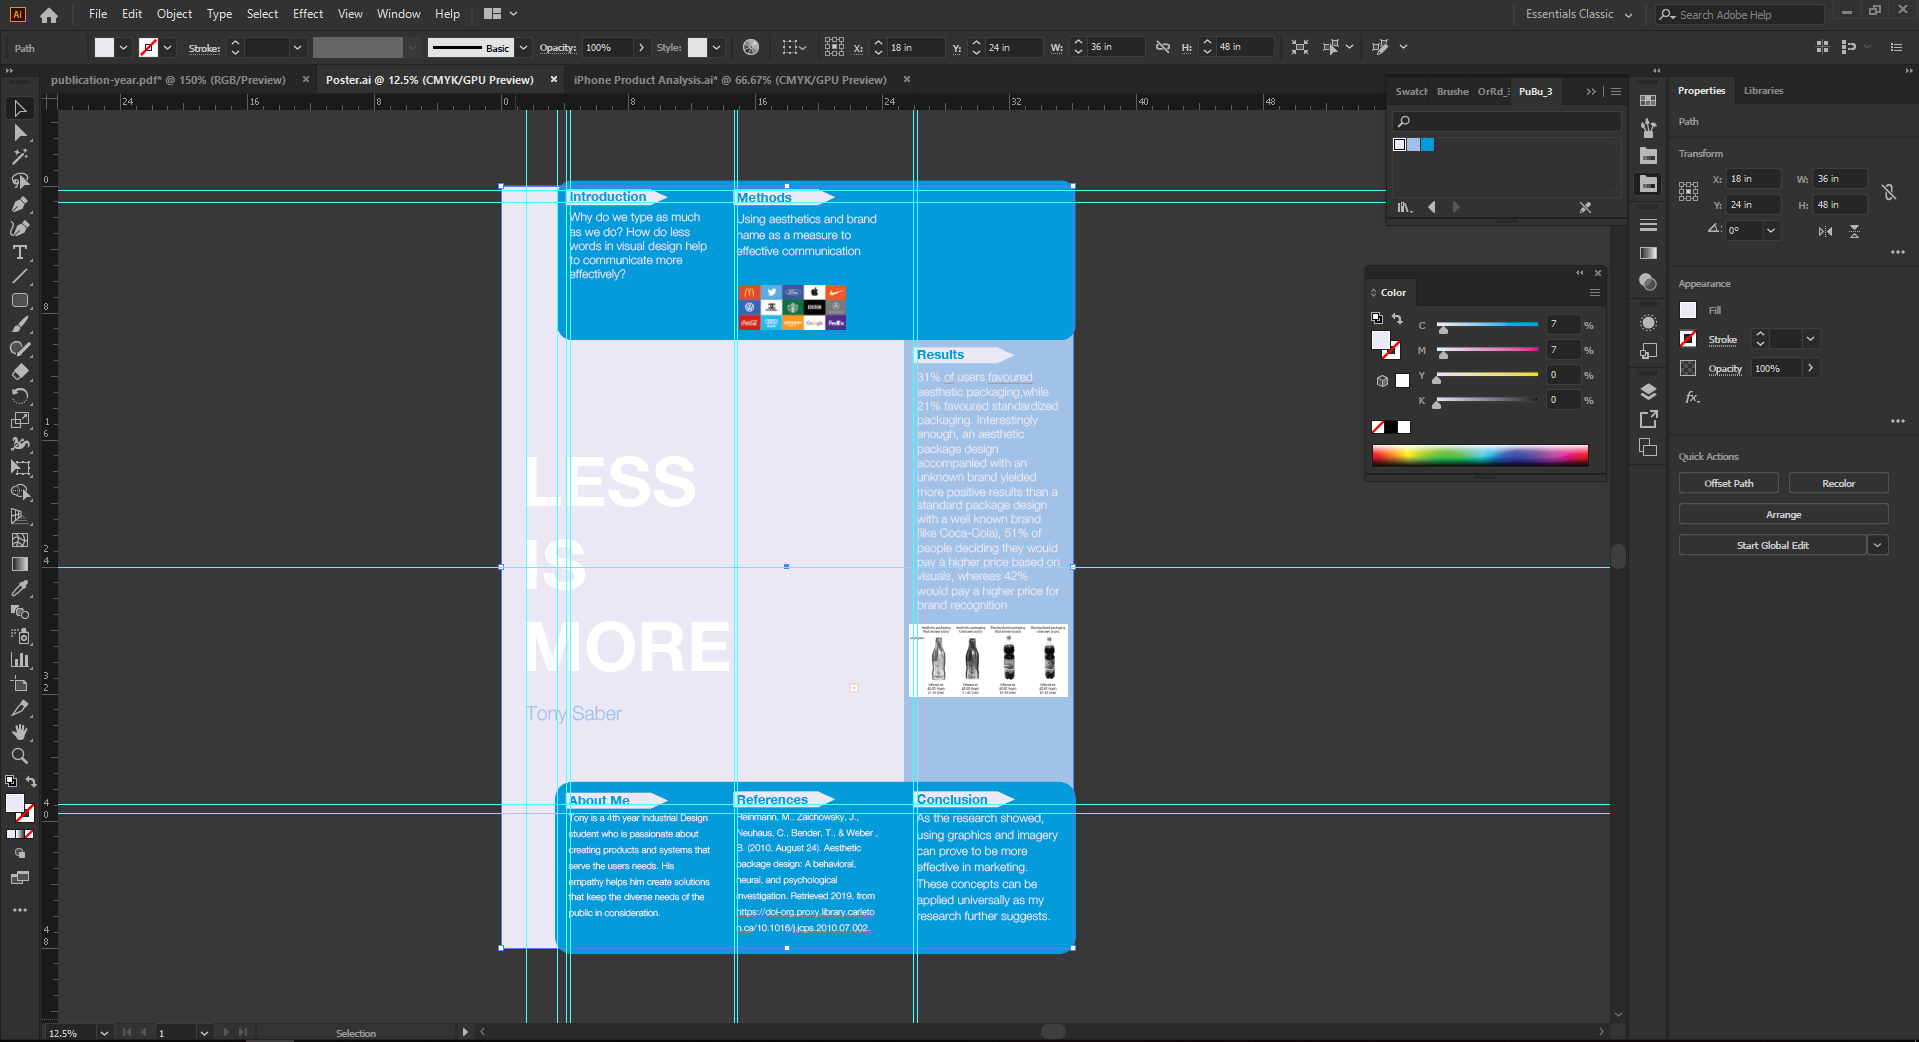 Ai File Edit Object Type Select Effect View Window Help Essentials Classic Search Adobe Help
Path Stroke: Basic Opacity: 100% Style: X: 18 in Y: 24 in W: 36 in H: 48 in
publication-year.pdf* @ 150% (RGB/Preview) Poster.ai @ 12.5% (CMYK/GPU Preview) iPhone Product Analysis.ai* @ 66.67% (CMYK/GPU Preview)
24 16 8 0 8 16 24 32 40 48
0
8
1
6
2
4
3
2
4
0
4
8
Introduction
Why do we type as much
as we do? How do less
words in visual design help
to communicate more
effectively?
Methods
Using aesthetics and brand
name as a measure to
effective communication
Results
31% of users favoured
aesthetic packaging,while
21% favoured standardized
packaging. Interestingly
enough, an aesthetic
package design
accompanied with an
unknown brand yielded
more positive results than a
standard package design
with a well known brand
(like Coca-Cola), 51% of
people deciding they would
pay a higher price based on
visuals, whereas 42%
would pay a higher price for
brand recognition
LESS
IS
MORE
Tony Saber
About Me
Tony is a 4th year Industrial Design
student who is passionate about
creating products and systems that
serve the users needs. His
empathy helps him create solutions
that keep the diverse needs of the
public in consideration.
References
Reinmann, M., Zaichowsky, J.,
Neuhaus, C., Bender, T., & Weber ,
B. (2010, August 24). Aesthetic
package design: A behavioral,
neural, and psychological
investigation. Retrieved 2019, from
https://doi-org.proxy.library.carleto
n.ca/10.1016/j.jcps.2010.07.002.
Conclusion
As the research showed,
using graphics and imagery
can prove to be more
effective in marketing.
These concepts can be
applied universally as my
research further suggests.
Swatch Brushe OrRd_3 PuBu_3
Color
C 7 %
M 7 %
Y 0 %
K 0 %
Properties Libraries
Path
Transform
X: 18 in W: 36 in
Y: 24 in H: 48 in
0°
Appearance
Fill
Stroke
Opacity 100%
fx.
Quick Actions
Offset Path Recolor
Arrange
Start Global Edit
12.5% 1 Selection